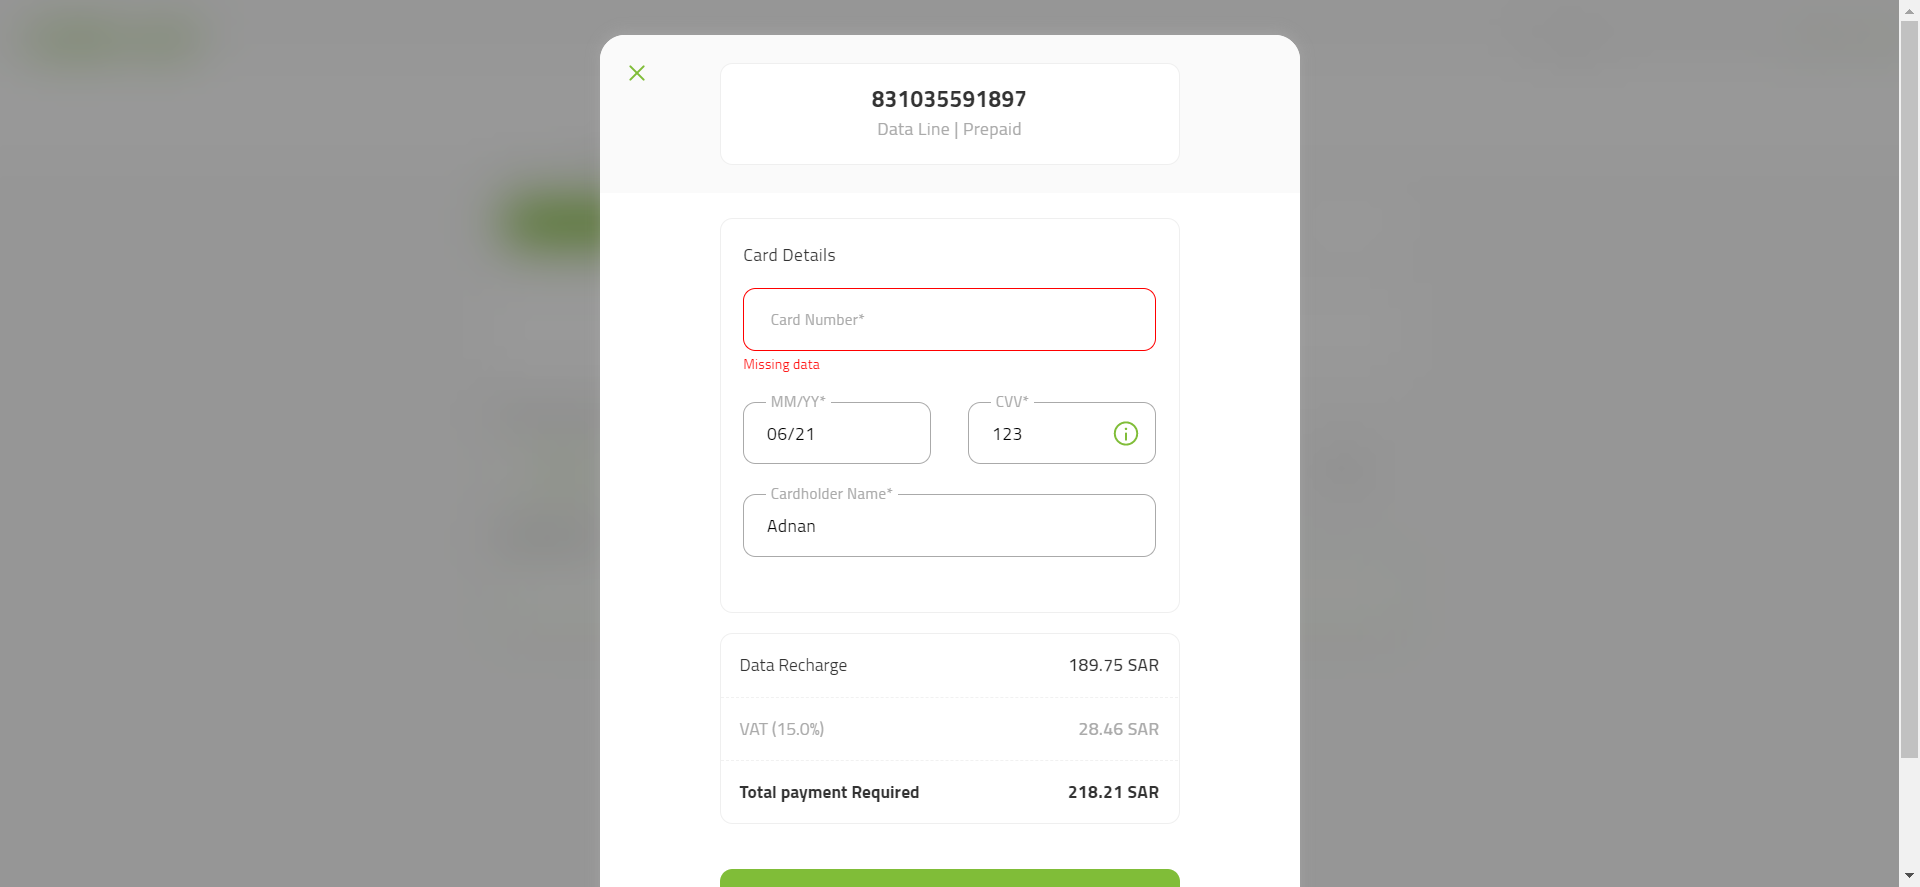 831035591897
Data Line | Prepaid
Card Details
Card Number*
Missing data
MM/YY* CVV*
06/21 123
Cardholder Name*
Adnan
Data Recharge 189.75 SAR
VAT (15.0%) 28.46 SAR
Total payment Required 218.21 SAR